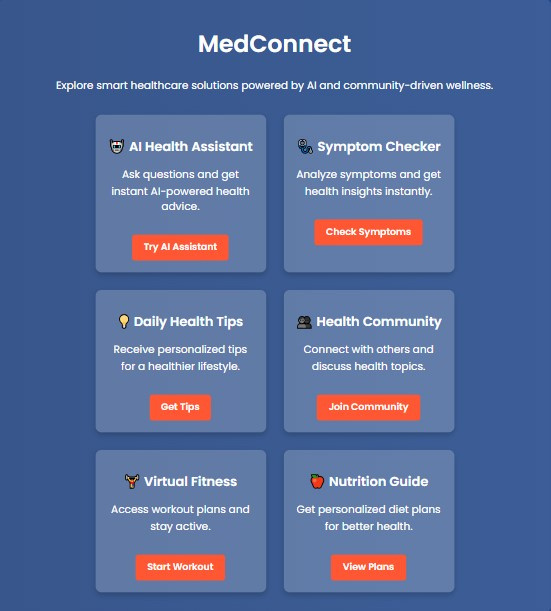 MedConnect
Explore smart healthcare solutions powered by AI and community-driven wellness.
AI Health Assistant
Ask questions and get
instant AI-powered health
advice.
Try AI Assistant
Symptom Checker
Analyze symptoms and get
health insights instantly.
Check Symptoms
Daily Health Tips
Receive personalized tips
for a healthier lifestyle.
Get Tips
Health Community
Connect with others and
discuss health topics.
Join Community
Virtual Fitness
Access workout plans and
stay active.
Start Workout
Nutrition Guide
Get personalized diet plans
for better health.
View Plans